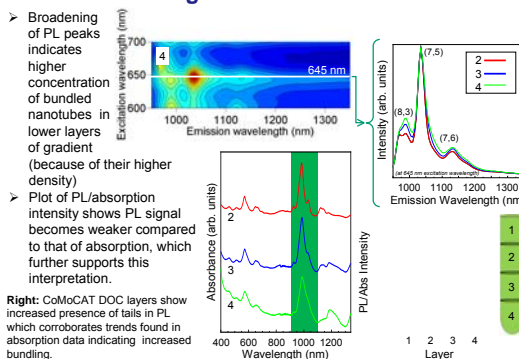 ➢ Broadening
of PL peaks
indicates
higher
concentration
of bundled
nanotubes in
lower layers
of gradient
(because of their higher
density)
➢ Plot of PL/absorption
intensity shows PL signal
becomes weaker compared
to that of absorption, which
further supports this
interpretation.
Right: CoMoCAT DOC layers show
increased presence of tails in PL
which corroborates trends found in
absorption data indicating increased
bundling.
Excitation wavelength (nm)
700
650
600
4
645 nm
1000 1100 1200 1300
Emission wavelength (nm)
Intensity (arb. units)
(7,5)
(8,3)
(7,6)
2
3
4
(at 645 nm excitation wavelength)
1000 1100 1200 1300
Emission Wavelength (nm)
Absorbance (arb. units)
2
3
4
400 600 800 1000 1200
Wavelength (nm)
PL/Abs Intensity
1 2 3 4
Layer
1
2
3
4